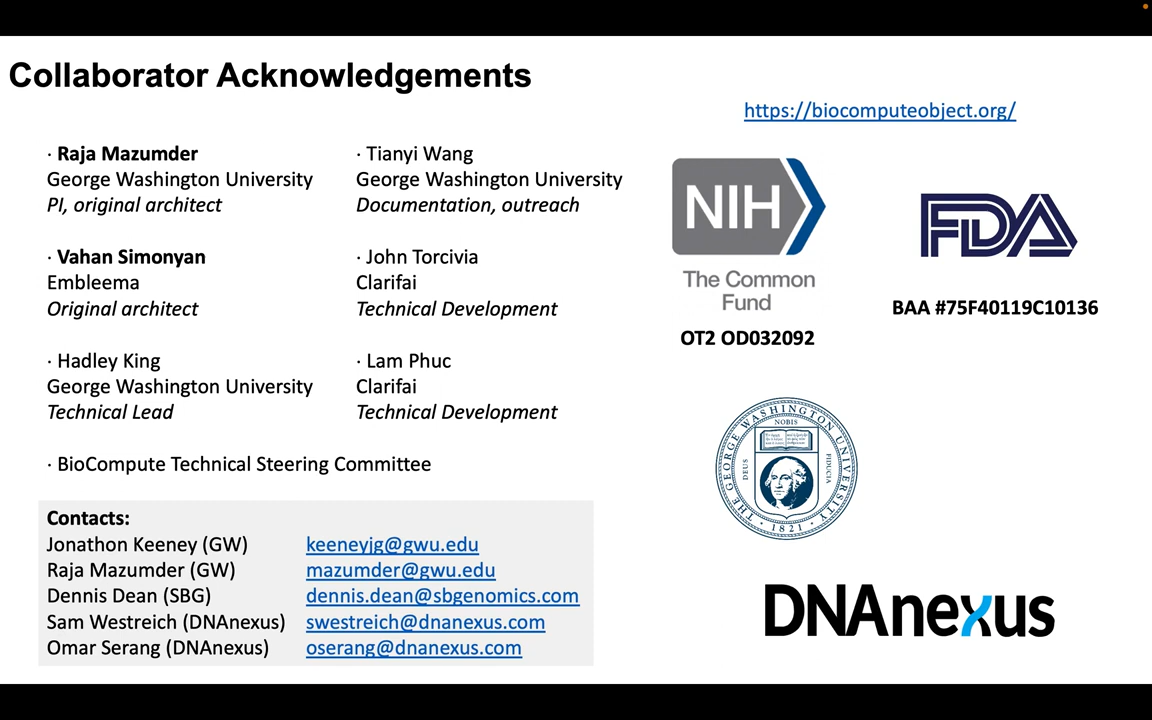 Collaborator Acknowledgements
https://biocomputeobject.org/
· Raja Mazumder
George Washington University
PI, original architect
· Vahan Simonyan
Embleema
Original architect
· Hadley King
George Washington University
Technical Lead
· Tianyi Wang
George Washington University
Documentation, outreach
· John Torcivia
Clarifai
Technical Development
· Lam Phuc
Clarifai
Technical Development
· BioCompute Technical Steering Committee
Contacts:
Jonathon Keeney (GW) keeneyjg@gwu.edu
Raja Mazumder (GW) mazumder@gwu.edu
Dennis Dean (SBG) dennis.dean@sbgenomics.com
Sam Westreich (DNAnexus) swestreich@dnanexus.com
Omar Serang (DNAnexus) oserang@dnanexus.com
NIH
The Common
Fund
OT2 OD032092
FDA
BAA #75F40119C10136
THE GEORGE WASHINGTON UNIVERSITY
NOBIS
DEUS
FIDUCIA
· 1821 ·
DNAnexus